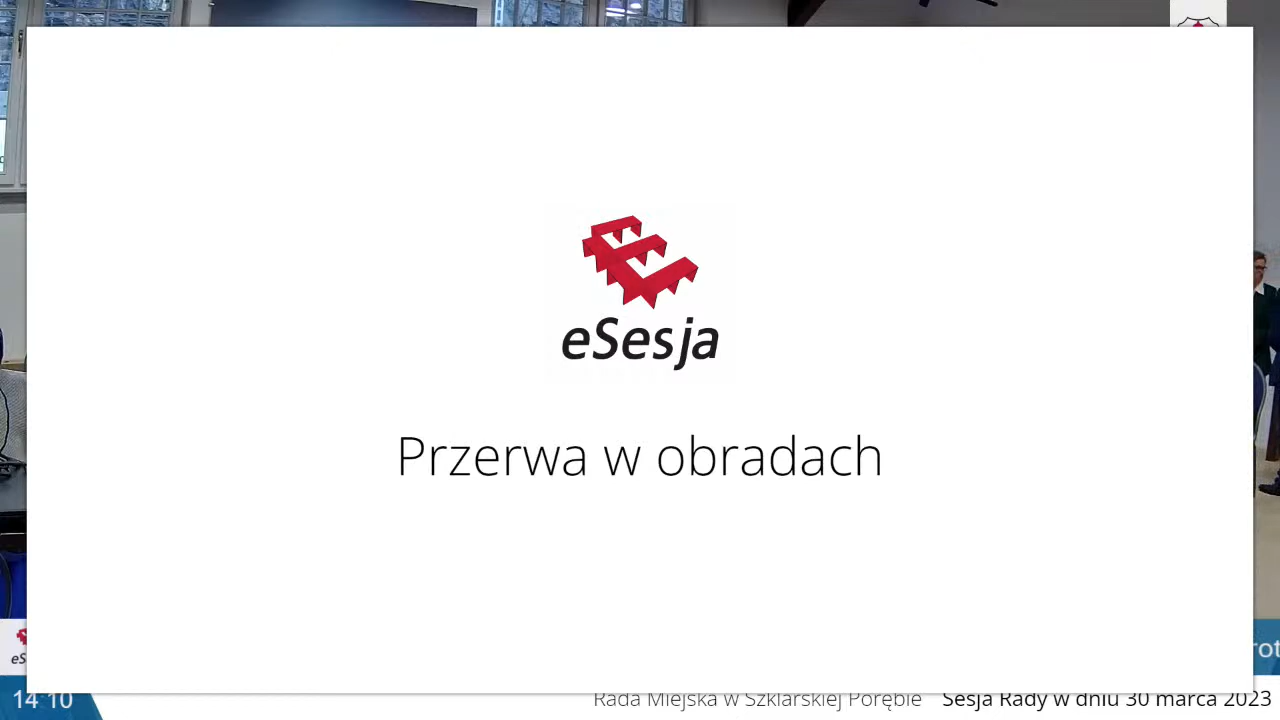 eSesja
Przerwa w obradach
14:10
Rada Miejska w Szklarskiej Porębie Sesja Rady w dniu 30 marca 2023